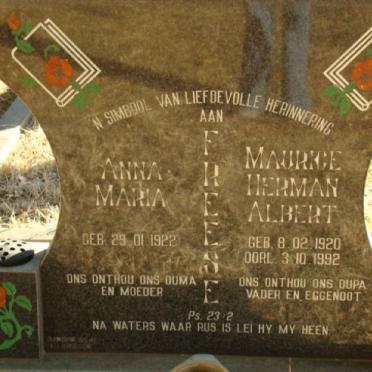 'N SIMBOOL VAN LIEFDEVOLLE HERINNERING
AAN
FREESE
ANNA
MARIA
GEB. 29. 01. 1922
ONS ONTHOU ONS OUMA
EN MOEDER
MAURICE
HERMAN
ALBERT
GEB. 8. 02. 1920
OORL. 3. 10. 1992
ONS ONTHOU ONS OUPA
VADER EN EGGENOOT
Ps. 23:2
NA WATERS WAAR RUS IS LEI HY MY HEEN